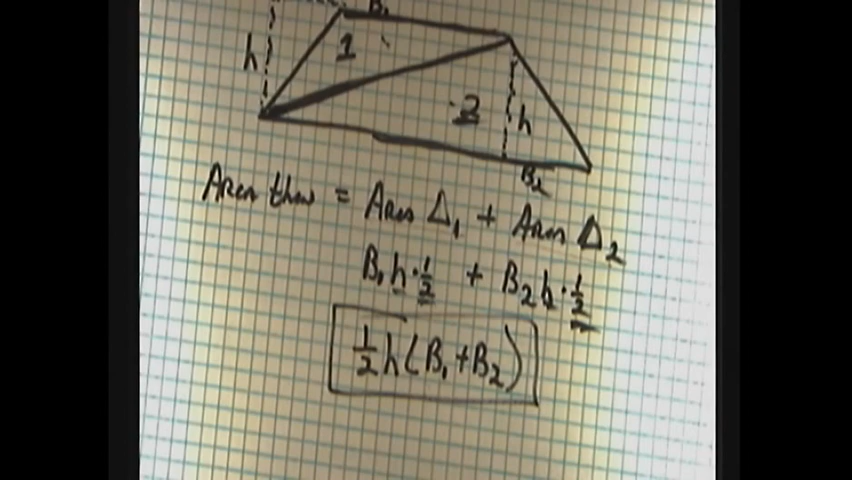 B₁
h 1
2 h
B₂
Area = Area Δ₁ + Area Δ₂
B₁h·½ + B₂h·½
½h(B₁+B₂)